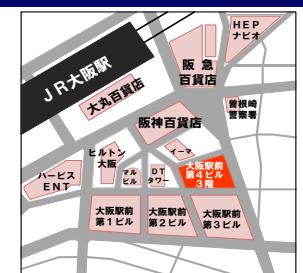 HEP
ナビオ
JR大阪駅
阪急
百貨店
大丸百貨店
曽根崎
警察署
阪神百貨店
イーマ
ヒルトン
大阪
マル
ビル
DT
タワー
大阪駅前
第4ビル
3階
ハービス
ENT
大阪駅前
第1ビル
大阪駅前
第2ビル
大阪駅前
第3ビル